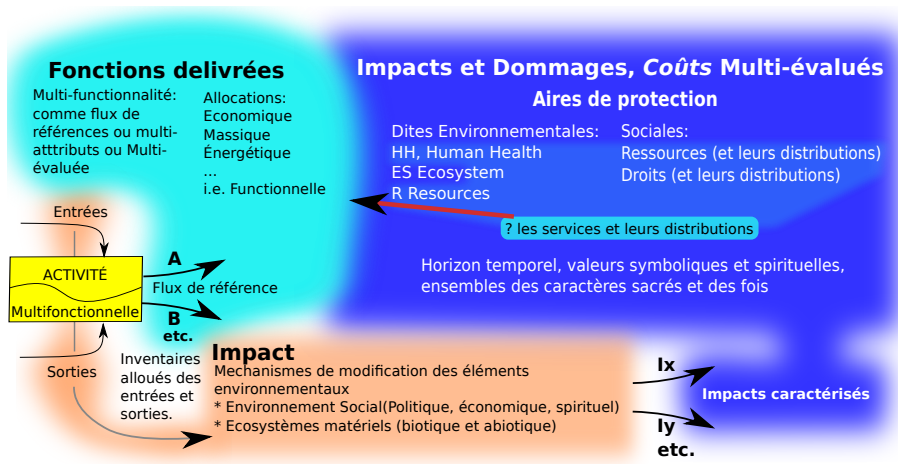 Fonctions delivrées
Multi-functionnalité:
comme flux de
références ou multi-
atttributs ou Multi-
évaluée
Allocations:
Economique
Massique
Énergétique
...
i.e. Functionnelle
Impacts et Dommages, Coûts Multi-évalués
Aires de protection
Dites Environnementales:
HH, Human Health
ES Ecosystem
R Resources
Sociales:
Ressources (et leurs distributions)
Droits (et leurs distributions)
? les services et leurs distributions
Horizon temporel, valeurs symboliques et spirituelles,
ensembles des caractères sacrés et des fois
Entrées
ACTIVITÉ
Multifonctionnelle
Sorties
A
Flux de référence
B
etc.
Inventaires
alloués des
entrées et
sorties.
Impact
Mechanismes de modification des éléments
environnementaux
* Environnement Social(Politique, économique, spirituel)
* Ecosystèmes matériels (biotique et abiotique)
Ix
Iy
etc.
Impacts caractérisés